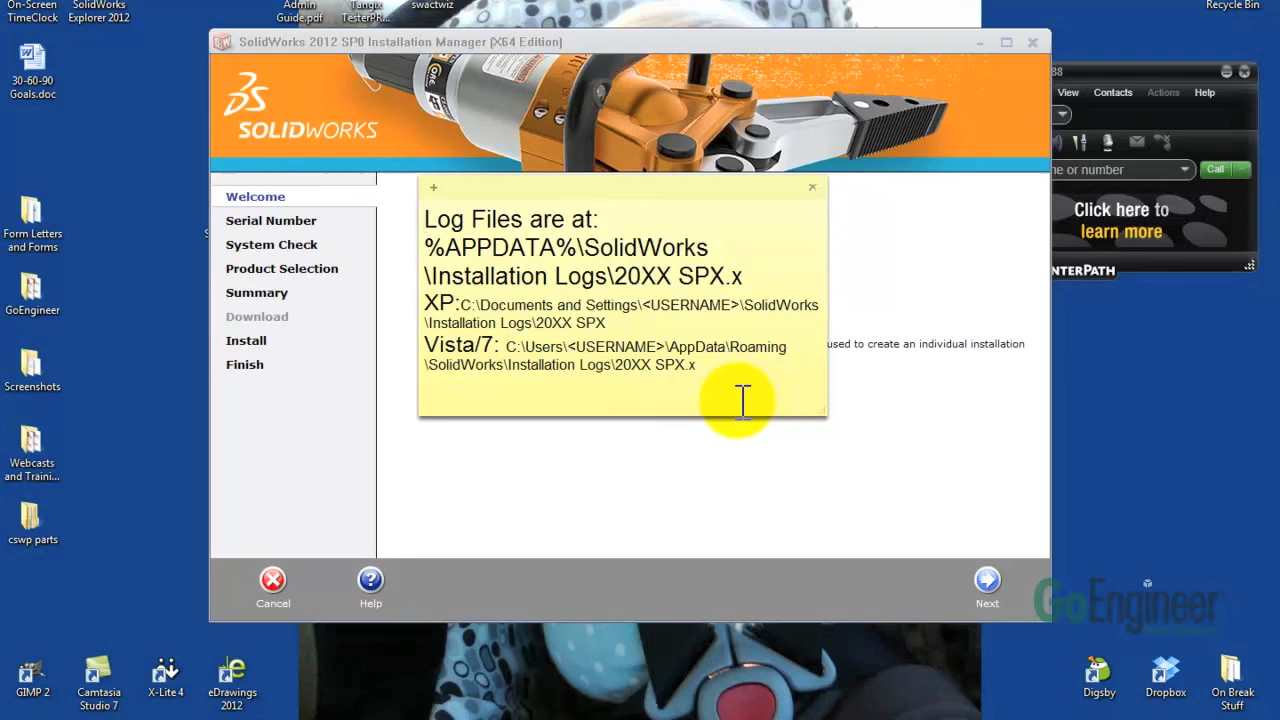 On-Screen
TimeClock
SolidWorks
Explorer 2012
Admin
Guide.pdf
Tangix
TesterPR...
swactwiz
Recycle Bin
30-60-90
Goals.doc
Form Letters
and Forms
GoEngineer
Screenshots
Webcasts
and Traini...
cswp parts
SolidWorks 2012 SP0 Installation Manager (X64 Edition)
SOLIDWORKS
Welcome
Serial Number
System Check
Product Selection
Summary
Download
Install
Finish
+
Log Files are at:
%APPDATA%\SolidWorks
\Installation Logs\20XX SPX.x
XP:C:\Documents and Settings\<USERNAME>\SolidWorks
\Installation Logs\20XX SPX
Vista/7: C:\Users\<USERNAME>\AppData\Roaming
\SolidWorks\Installation Logs\20XX SPX.x
used to create an individual installation
Cancel
Help
Next
88
View
Contacts
Actions
Help
or number
Call
Click here to
learn more
GoEngineer
GIMP 2
Camtasia
Studio 7
X-Lite 4
eDrawings
2012
Digsby
Dropbox
On Break
Stuff